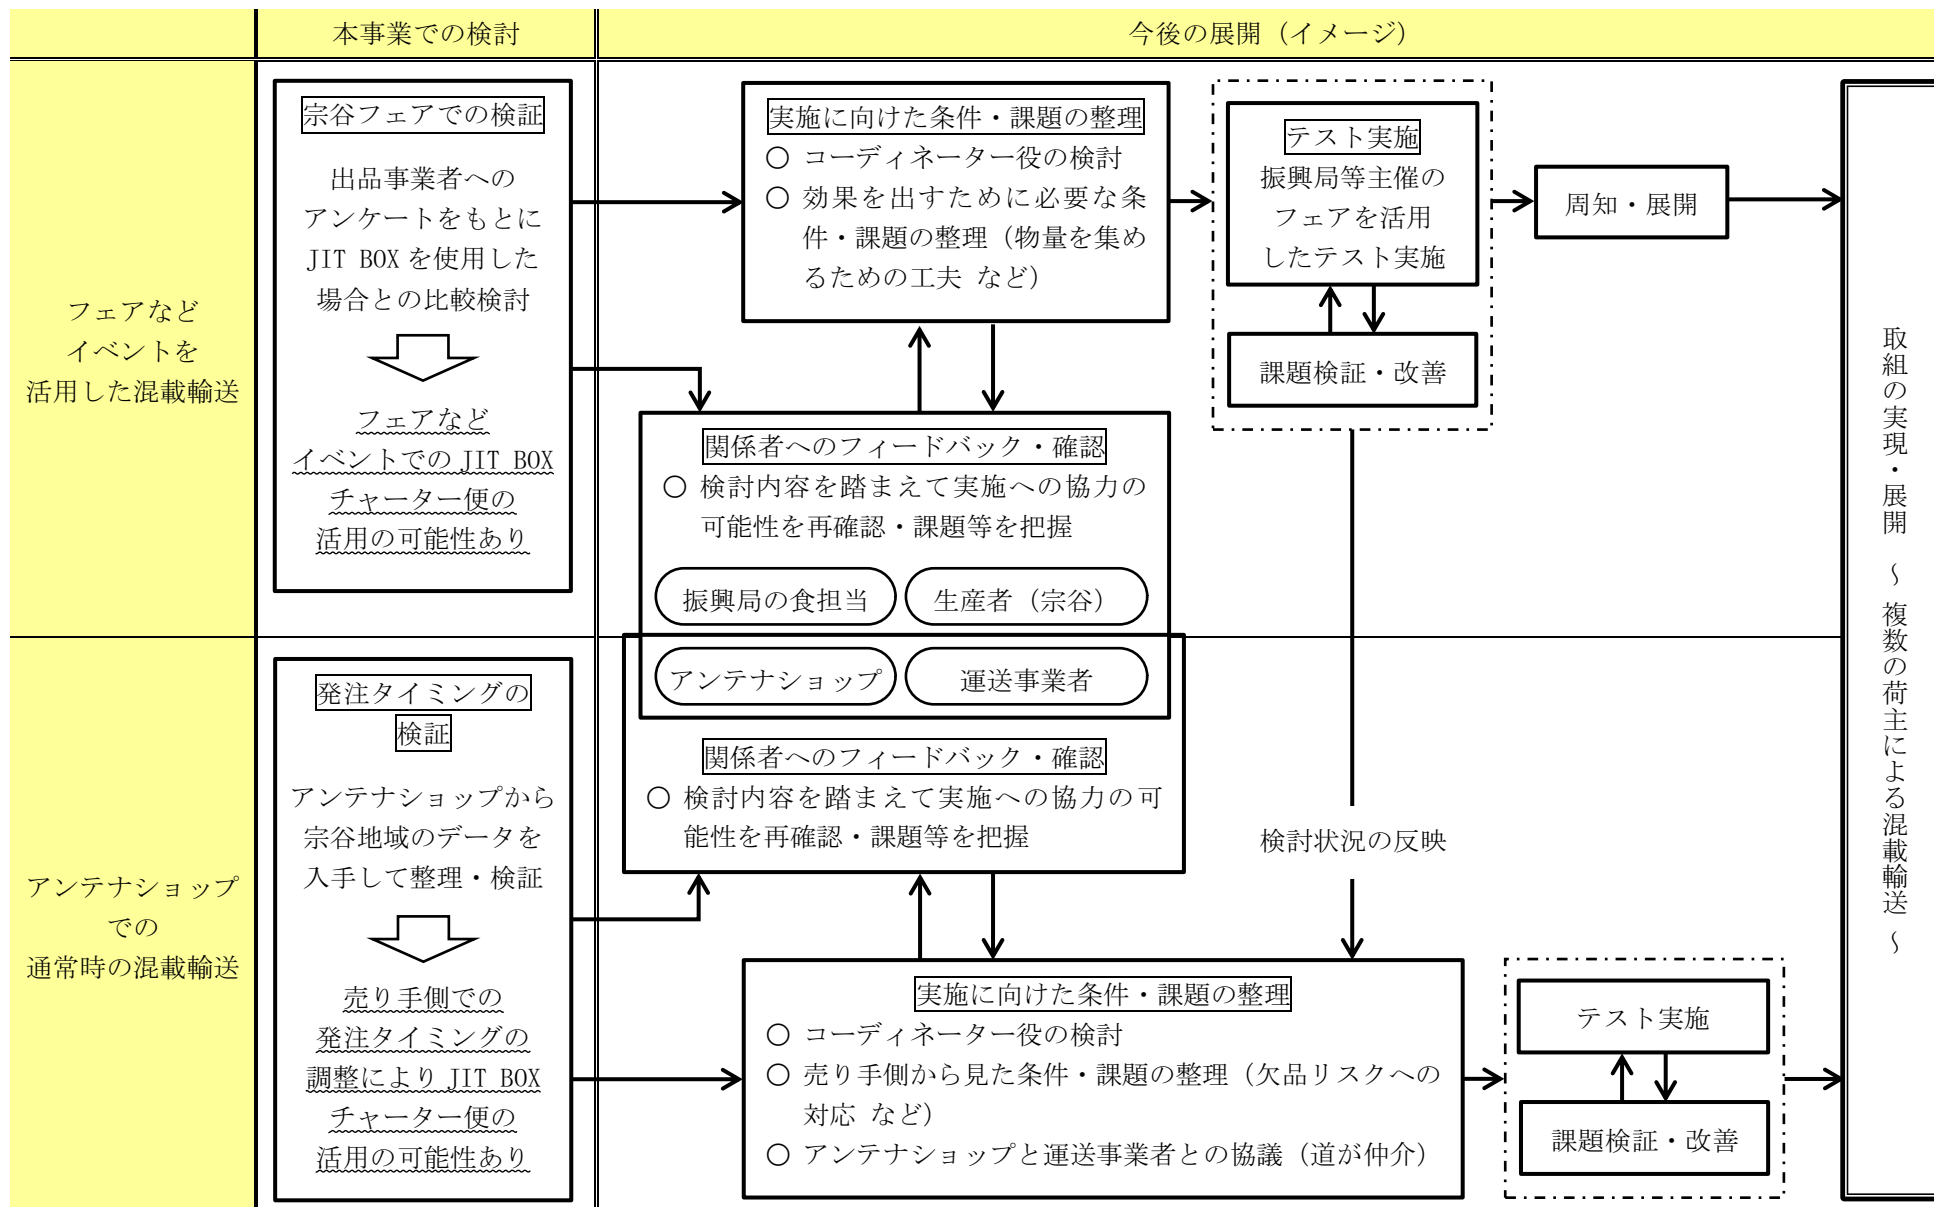 本事業での検討
今後の展開（イメージ）
フェアなど
イベントを
活用した混載輸送
宗谷フェアでの検証
出品事業者への
アンケートをもとに
JIT BOXを使用した
場合との比較検討
フェアなど
イベントでのJIT BOX
チャーター便の
活用の可能性あり
実施に向けた条件・課題の整理
○ コーディネーター役の検討
○ 効果を出すために必要な条
件・課題の整理（物量を集め
るための工夫 など）
テスト実施
振興局等主催の
フェアを活用
したテスト実施
課題検証・改善
周知・展開
関係者へのフィードバック・確認
○ 検討内容を踏まえて実施への協力の
可能性を再確認・課題等を把握
振興局の食担当
生産者（宗谷）
アンテナショップ
運送事業者
関係者へのフィードバック・確認
○ 検討内容を踏まえて実施への協力の可
能性を再確認・課題等を把握
検討状況の反映
アンテナショップ
での
通常時の混載輸送
発注タイミングの
検証
アンテナショップから
宗谷地域のデータを
入手して整理・検証
売り手側での
発注タイミングの
調整によりJIT BOX
チャーター便の
活用の可能性あり
実施に向けた条件・課題の整理
○ コーディネーター役の検討
○ 売り手側から見た条件・課題の整理（欠品リスクへの
対応 など）
○ アンテナショップと運送事業者との協議（道が仲介）
テスト実施
課題検証・改善
取組の実現・展開 ～ 複数の荷主による混載輸送 ～